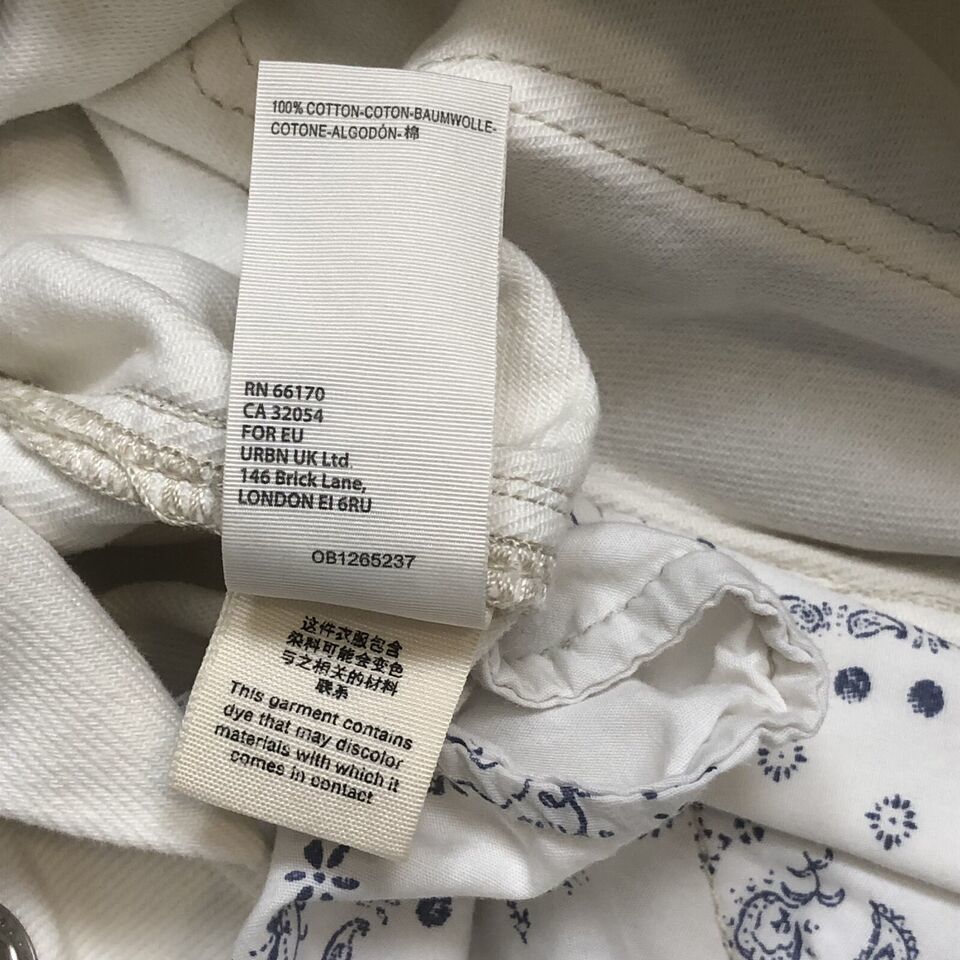 100% COTTON-COTON-BAUMWOLLE-
COTONE-ALGODÓN-棉
RN 66170
CA 32054
FOR EU
URBN UK Ltd.
146 Brick Lane,
LONDON EI 6RU
OB1265237
这件衣服包含
染料可能会变色
与之相关的材料
联系
This garment contains
dye that may discolor
materials with which it
comes in contact